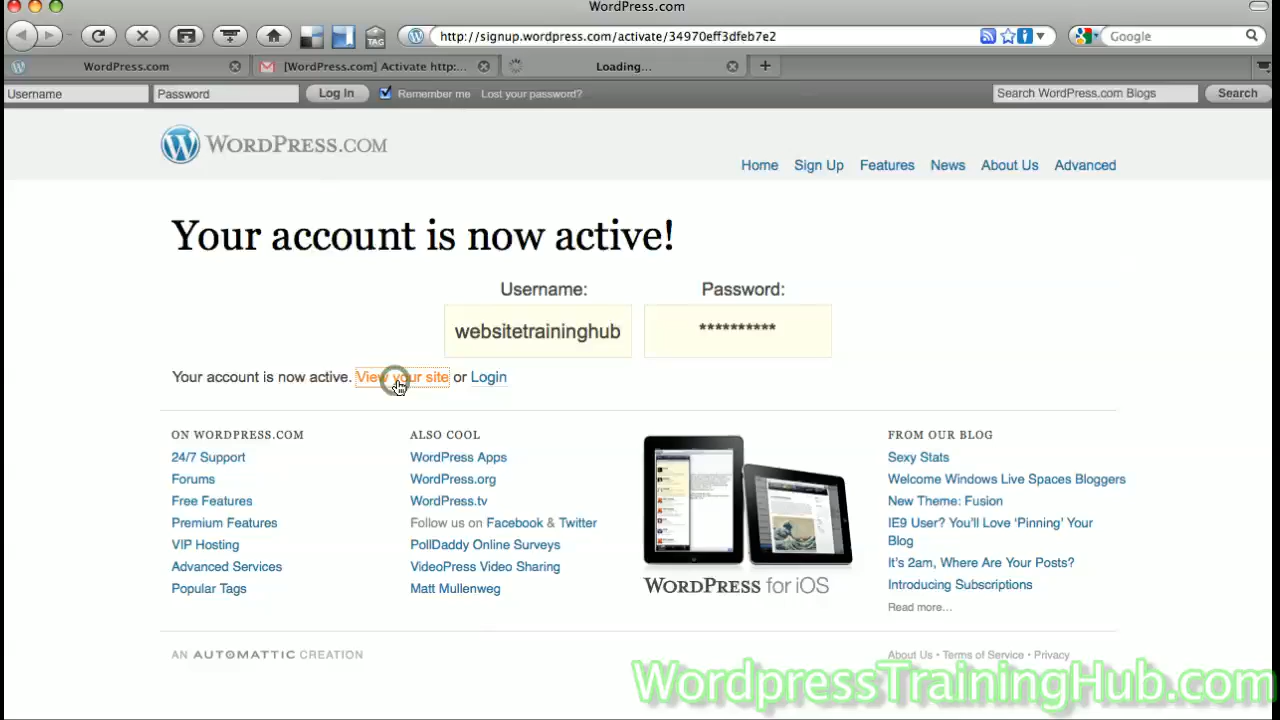 WordPress.com
http://signup.wordpress.com/activate/34970eff3dfeb7e2
Google
TAG
WordPress.com
[WordPress.com] Activate http:...
Loading...
Username
Password
Log In
Remember me
Lost your password?
Search WordPress.com Blogs
Search
WORDPRESS.COM
Home
Sign Up
Features
News
About Us
Advanced
Your account is now active!
Username:
Password:
websitetraininghub
**********
Your account is now active. View your site or Login
ON WORDPRESS.COM
24/7 Support
Forums
Free Features
Premium Features
VIP Hosting
Advanced Services
Popular Tags
ALSO COOL
WordPress Apps
WordPress.org
WordPress.tv
Follow us on Facebook & Twitter
PollDaddy Online Surveys
VideoPress Video Sharing
Matt Mullenweg
WORDPRESS for iOS
FROM OUR BLOG
Sexy Stats
Welcome Windows Live Spaces Bloggers
New Theme: Fusion
IE9 User? You'll Love ‘Pinning’ Your
Blog
It's 2am, Where Are Your Posts?
Introducing Subscriptions
Read more...
AN AUTOMATTIC CREATION
About Us • Terms of Service • Privacy
WordpressTrainingHub.com